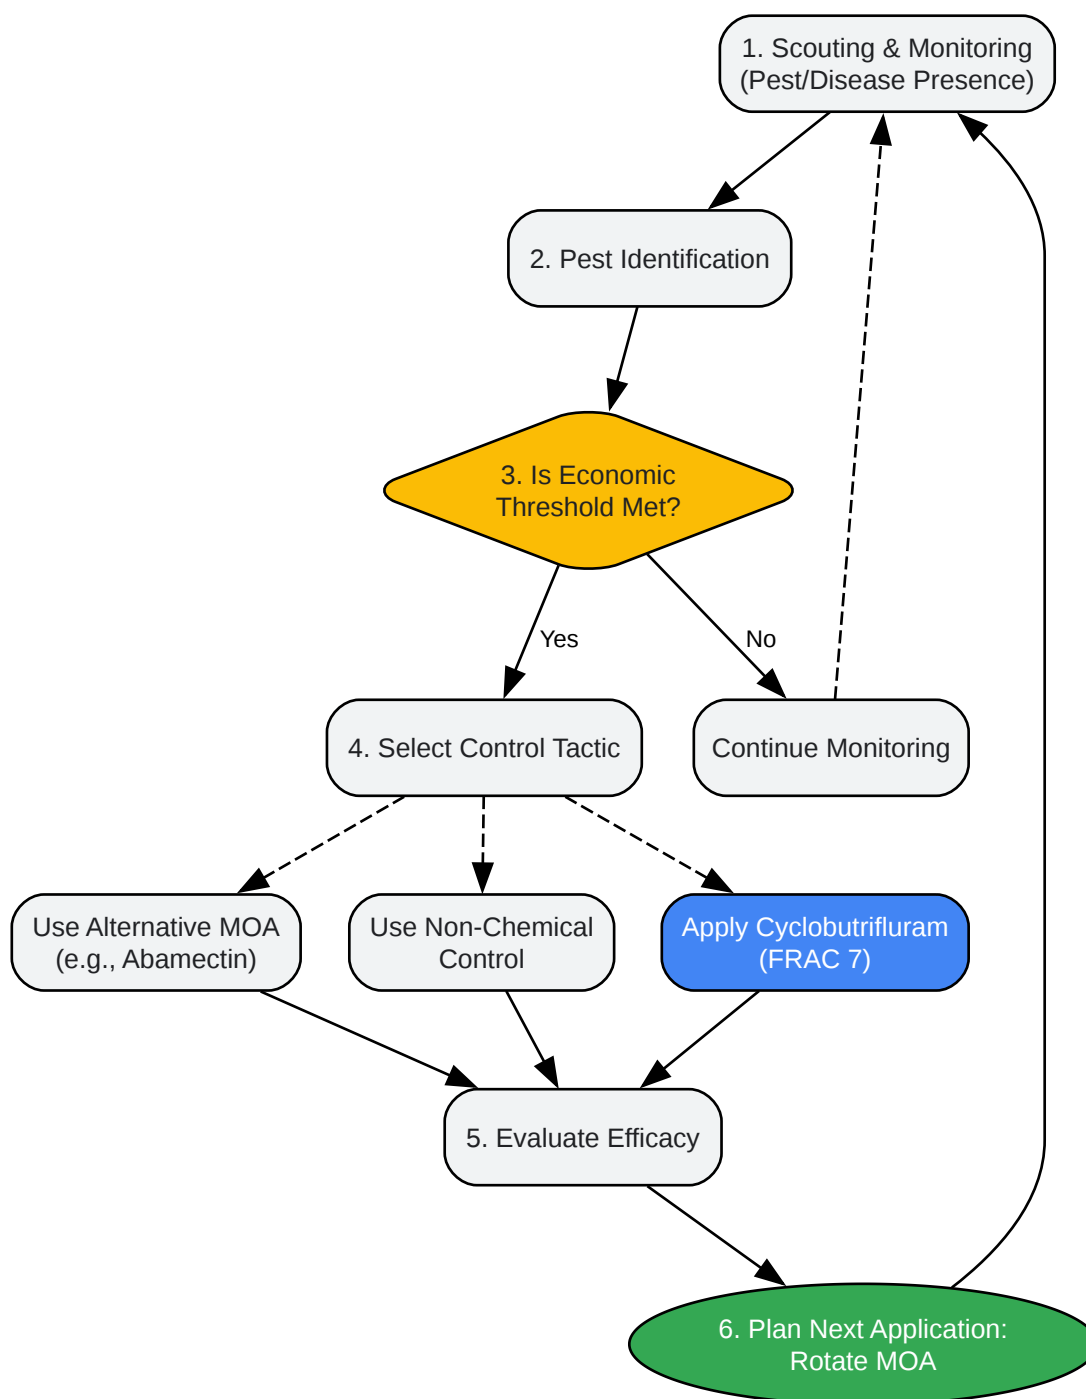 1. Scouting & Monitoring
(Pest/Disease Presence)
2. Pest Identification
3. Is Economic
Threshold Met?
Yes
No
4. Select Control Tactic
Continue Monitoring
Use Alternative MOA
(e.g., Abamectin)
Use Non-Chemical
Control
Apply Cyclobutrifluram
(FRAC 7)
5. Evaluate Efficacy
6. Plan Next Application:
Rotate MOA